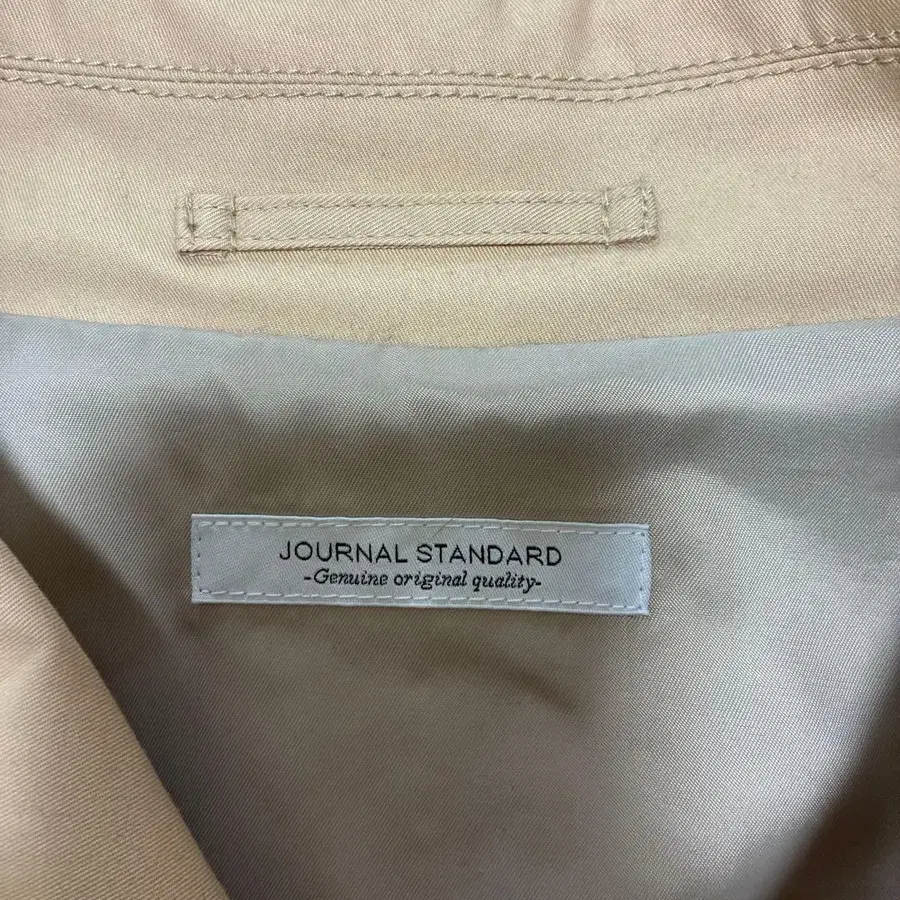 JOURNAL STANDARD
-Genuine original quality-